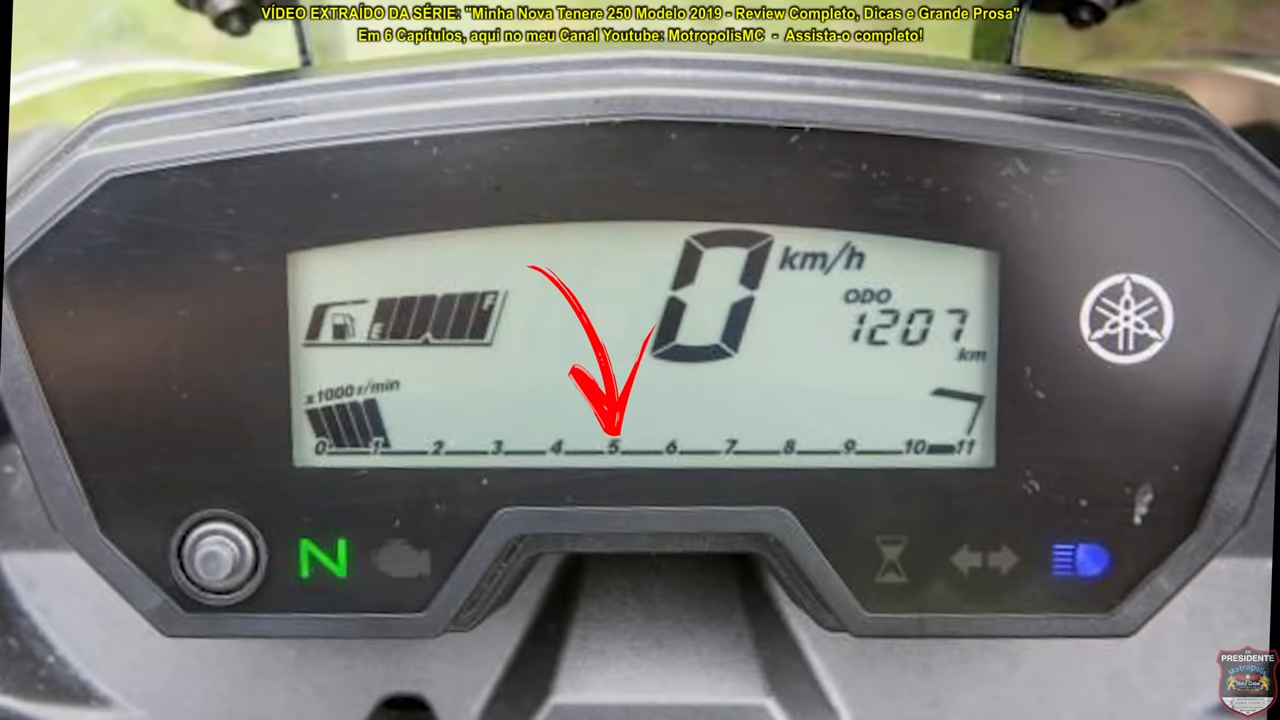 VÍDEO EXTRAÍDO DA SÉRIE: "Minha Nova Tenere 250 Modelo 2019 - Review Completo, Dicas e Grande Prosa"
Em 6 Capítulos, aqui no meu Canal Youtube: MotropolisMC - Assista-o completo!
0 km/h
ODO
1207
km
E F
x1000 r/min
0 1 2 3 4 5 6 7 8 9 10 11
N
PRESIDENTE
Motropolis